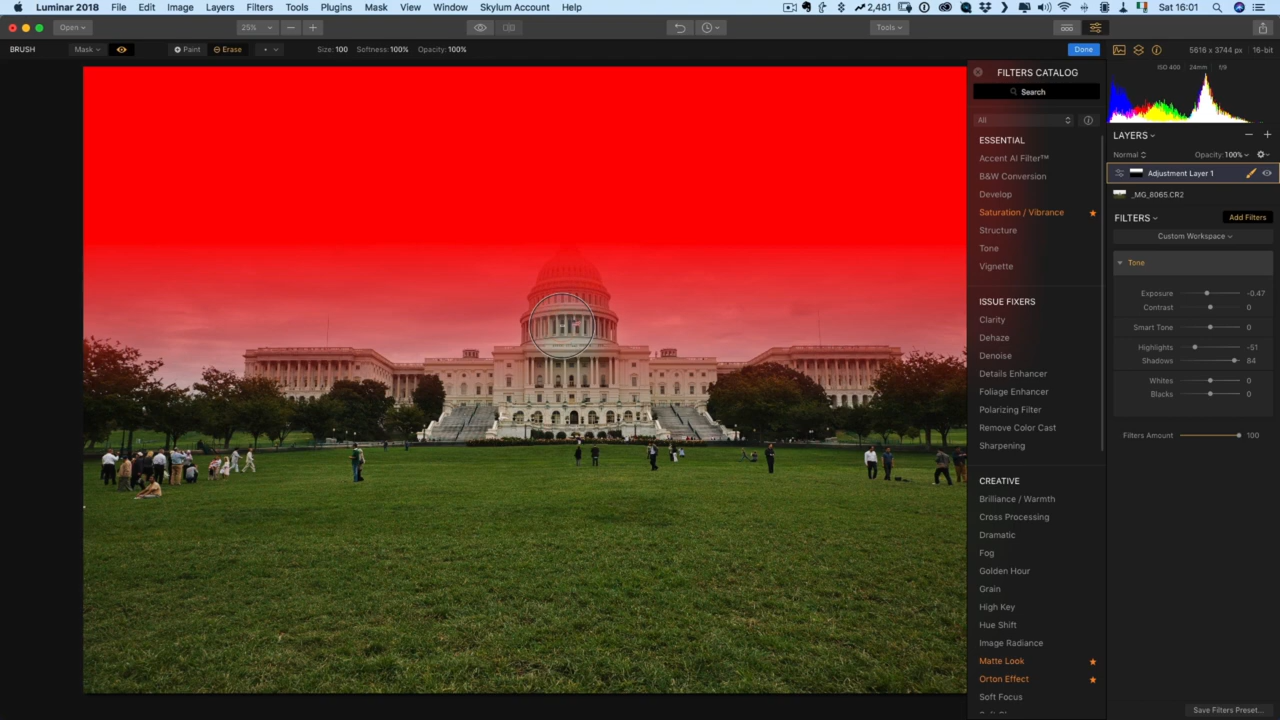 Luminar 2018 File Edit Image Layers Filters Tools Plugins Mask View Window Skylum Account Help 2,481 Sat 16:01
Open 25% Tools
BRUSH Mask Paint Erase Size: 100 Softness: 100% Opacity: 100% Done 5616 x 3744 px 16-bit
FILTERS CATALOG
Search
All
ESSENTIAL
Accent AI Filter™
B&W Conversion
Develop
Saturation / Vibrance
Structure
Tone
Vignette
ISSUE FIXERS
Clarity
Dehaze
Denoise
Details Enhancer
Foliage Enhancer
Polarizing Filter
Remove Color Cast
Sharpening
CREATIVE
Brilliance / Warmth
Cross Processing
Dramatic
Fog
Golden Hour
Grain
High Key
Hue Shift
Image Radiance
Matte Look
Orton Effect
Soft Focus
ISO 400 24mm f/9
LAYERS
Normal Opacity: 100%
Adjustment Layer 1
_MG_8065.CR2
FILTERS Add Filters
Custom Workspace
Tone
Exposure -0.47
Contrast 0
Smart Tone 0
Highlights -51
Shadows 84
Whites 0
Blacks 0
Filters Amount 100
Save Filters Preset...